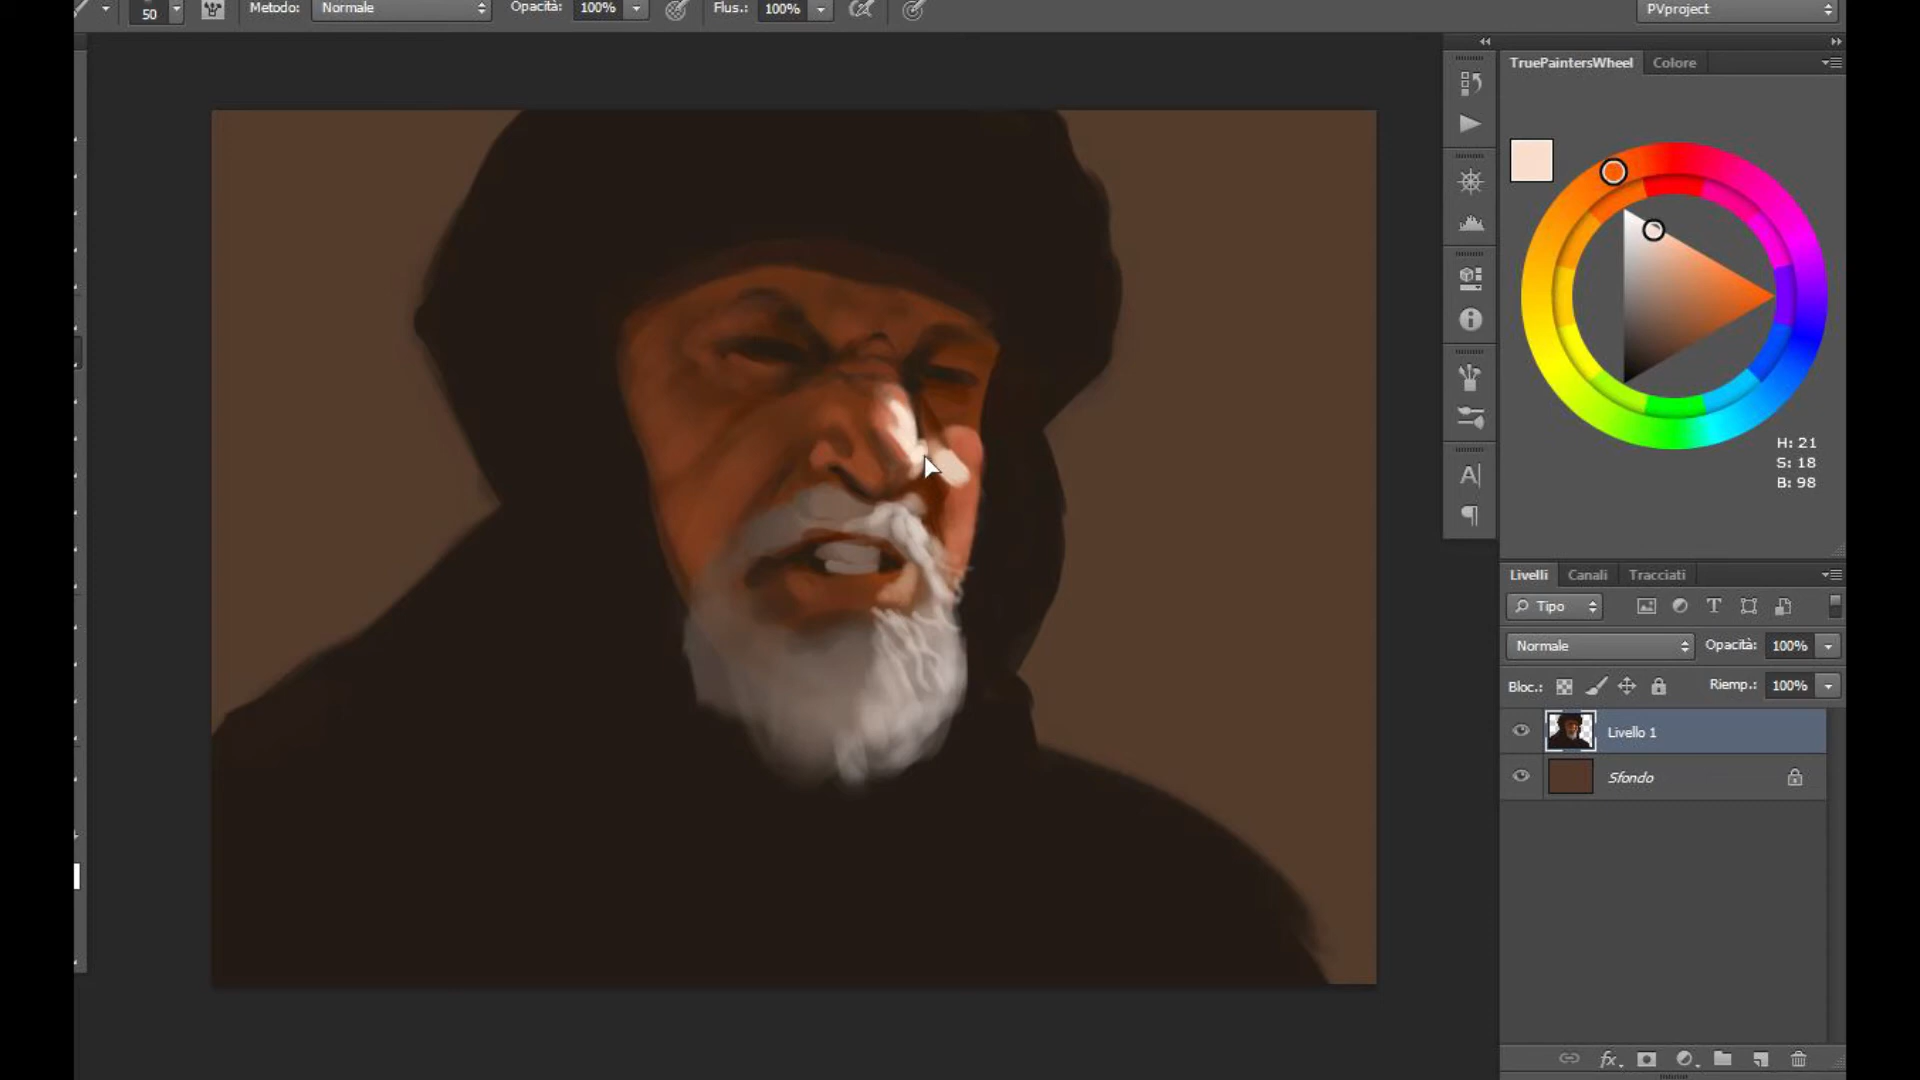 50 Metodo: Normale Opacità: 100% Flus.: 100% PVproject
TruePaintersWheel Colore
H: 21
S: 18
B: 98
A|
¶
Livelli Canali Tracciati
Tipo T
Normale Opacità: 100%
Bloc.: Riemp.: 100%
Livello 1
Sfondo
fx